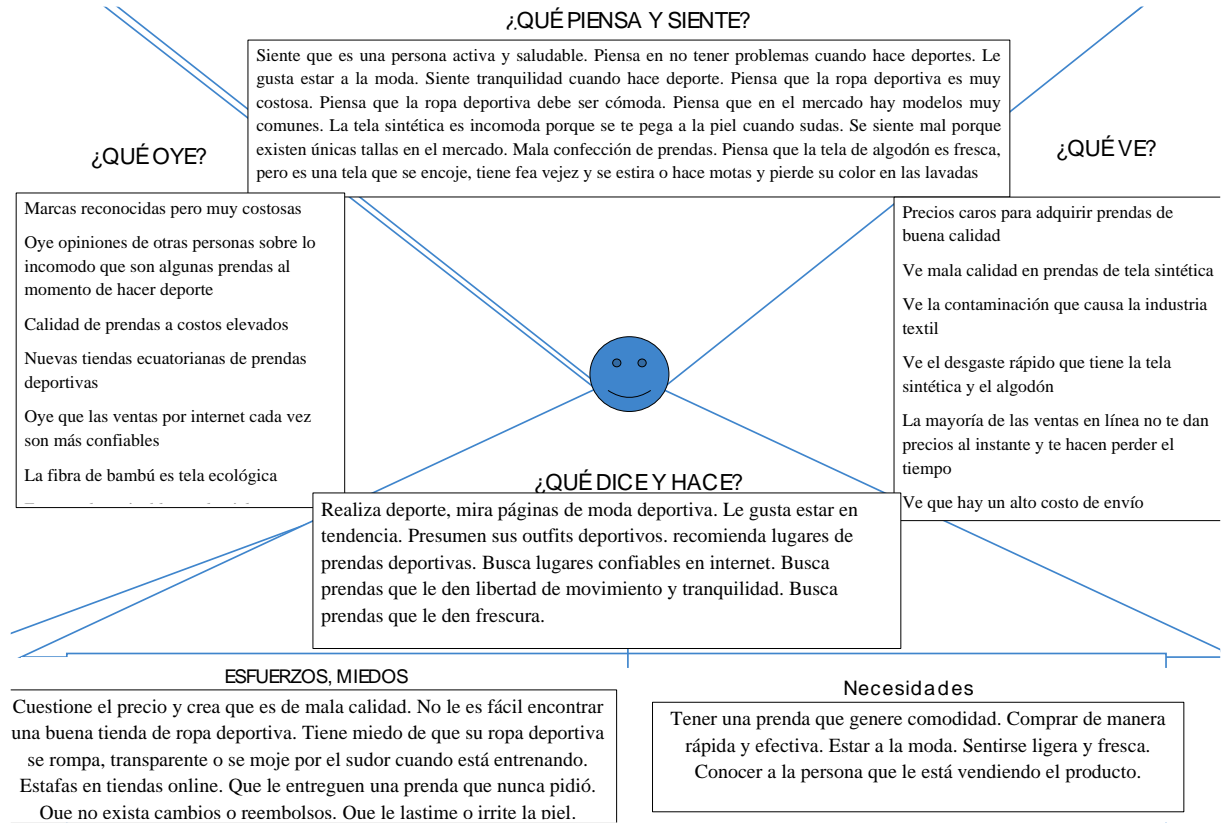 ¿QUÉ PIENSA Y SIENTE?
Siente que es una persona activa y saludable. Piensa en no tener problemas cuando hace deportes. Le
gusta estar a la moda. Siente tranquilidad cuando hace deporte. Piensa que la ropa deportiva es muy
costosa. Piensa que la ropa deportiva debe ser cómoda. Piensa que en el mercado hay modelos muy
comunes. La tela sintética es incomoda porque se te pega a la piel cuando sudas. Se siente mal porque
existen únicas tallas en el mercado. Mala confección de prendas. Piensa que la tela de algodón es fresca,
pero es una tela que se encoje, tiene fea vejez y se estira o hace motas y pierde su color en las lavadas
¿QUÉ OYE?
Marcas reconocidas pero muy costosas
Oye opiniones de otras personas sobre lo
incomodo que son algunas prendas al
momento de hacer deporte
Calidad de prendas a costos elevados
Nuevas tiendas ecuatorianas de prendas
deportivas
Oye que las ventas por internet cada vez
son más confiables
La fibra de bambú es tela ecológica
¿QUÉ VE?
Precios caros para adquirir prendas de
buena calidad
Ve mala calidad en prendas de tela sintética
Ve la contaminación que causa la industria
textil
Ve el desgaste rápido que tiene la tela
sintética y el algodón
La mayoría de las ventas en línea no te dan
precios al instante y te hacen perder el
tiempo
Ve que hay un alto costo de envío
¿QUÉ DICE Y HACE?
Realiza deporte, mira páginas de moda deportiva. Le gusta estar en
tendencia. Presumen sus outfits deportivos. recomienda lugares de
prendas deportivas. Busca lugares confiables en internet. Busca
prendas que le den libertad de movimiento y tranquilidad. Busca
prendas que le den frescura.
ESFUERZOS, MIEDOS
Cuestione el precio y crea que es de mala calidad. No le es fácil encontrar
una buena tienda de ropa deportiva. Tiene miedo de que su ropa deportiva
se rompa, transparente o se moje por el sudor cuando está entrenando.
Estafas en tiendas online. Que le entreguen una prenda que nunca pidió.
Que no exista cambios o reembolsos. Que le lastime o irrite la piel.
Necesidades
Tener una prenda que genere comodidad. Comprar de manera
rápida y efectiva. Estar a la moda. Sentirse ligera y fresca.
Conocer a la persona que le está vendiendo el producto.